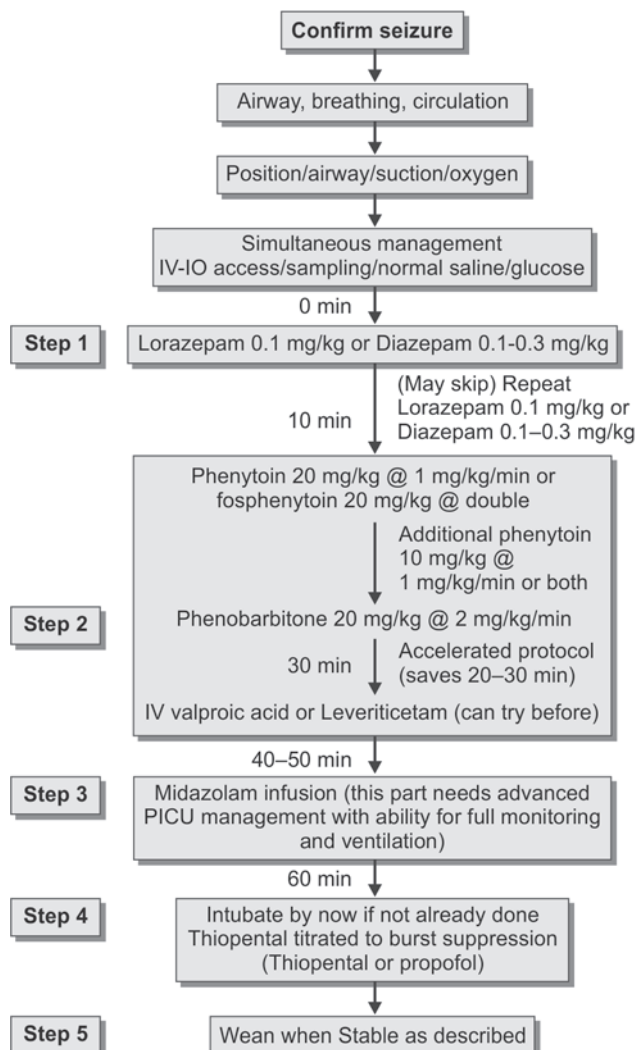 Confirm seizure
Airway, breathing, circulation
Position/airway/suction/oxygen
Simultaneous management
IV-IO access/sampling/normal saline/glucose
0 min
Step 1
Lorazepam 0.1 mg/kg or Diazepam 0.1-0.3 mg/kg
10 min
(May skip) Repeat
Lorazepam 0.1 mg/kg or
Diazepam 0.1–0.3 mg/kg
Phenytoin 20 mg/kg @ 1 mg/kg/min or
fosphenytoin 20 mg/kg @ double
Additional phenytoin
10 mg/kg @
1 mg/kg/min or both
Step 2
Phenobarbitone 20 mg/kg @ 2 mg/kg/min
30 min
Accelerated protocol
(saves 20–30 min)
IV valproic acid or Leveriticetam (can try before)
40–50 min
Step 3
Midazolam infusion (this part needs advanced
PICU management with ability for full monitoring
and ventilation)
60 min
Step 4
Intubate by now if not already done
Thiopental titrated to burst suppression
(Thiopental or propofol)
Step 5
Wean when Stable as described